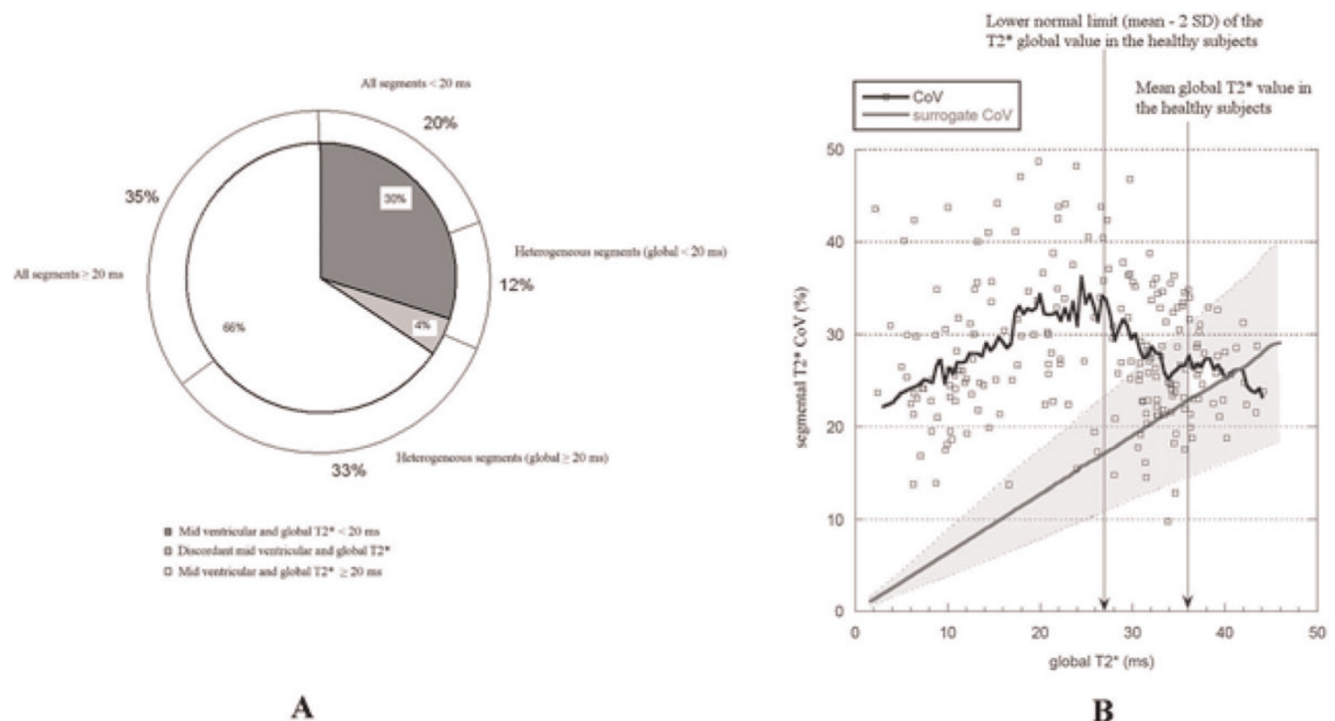 All segments < 20 ms
20%
30%
35%
Heterogeneous segments (global < 20 ms)
All segments ≥ 20 ms
12%
4%
66%
Heterogeneous segments (global ≥ 20 ms)
33%
Mid ventricular and global T2* < 20 ms
Discordant mid ventricular and global T2*
Mid ventricular and global T2* ≥ 20 ms
A
Lower normal limit (mean - 2 SD) of the
T2* global value in the healthy subjects
Mean global T2* value in
the healthy subjects
CoV
surrogate CoV
50
40
30
20
10
0
segmental T2* CoV (%)
0 10 20 30 40 50
global T2* (ms)
B